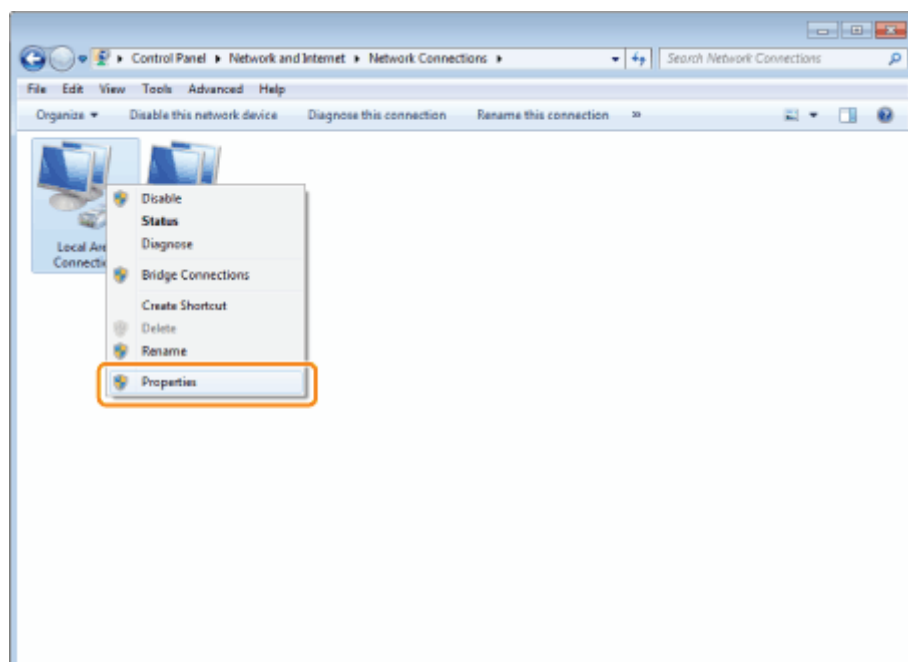 Control Panel ▸ Network and Internet ▸ Network Connections ▸
Search Network Connections
File Edit View Tools Advanced Help
Organize Disable this network device Diagnose this connection Rename this connection »
Disable
Status
Diagnose
Local Are
Connecti
Bridge Connections
Create Shortcut
Delete
Rename
Properties